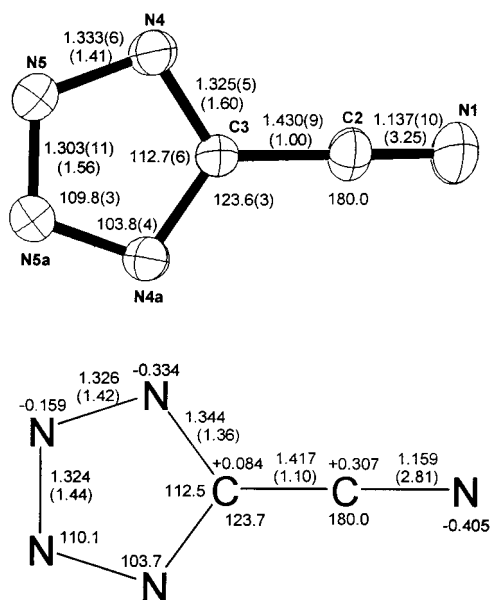 1.333(6)
(1.41)
N4
N5
1.325(5)
(1.60)
C3
1.430(9)
(1.00)
C2
1.137(10)
(3.25)
N1
1.303(11)
(1.56)
112.7(6)
109.8(3)
103.8(4)
123.6(3)
180.0
N5a
N4a
1.326
(1.42)
-0.334
N
-0.159
N
1.344
(1.36)
1.324
(1.44)
+0.084
1.417
(1.10)
+0.307
1.159
(2.81)
112.5
C
C
N
123.7
180.0
-0.405
N
110.1
103.7
N